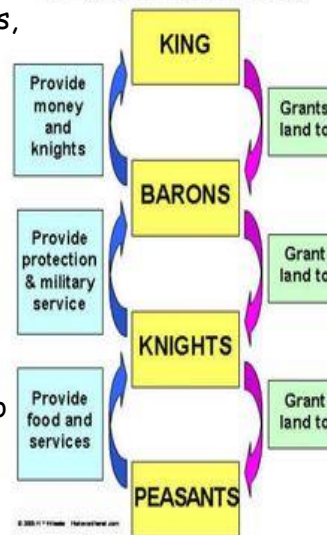 s,
KING
Provide
money
and
knights
Grants
land to
BARONS
Provide
protection
& military
service
Grant
land to
KNIGHTS
Provide
food and
services
Grant
land to
PEASANTS